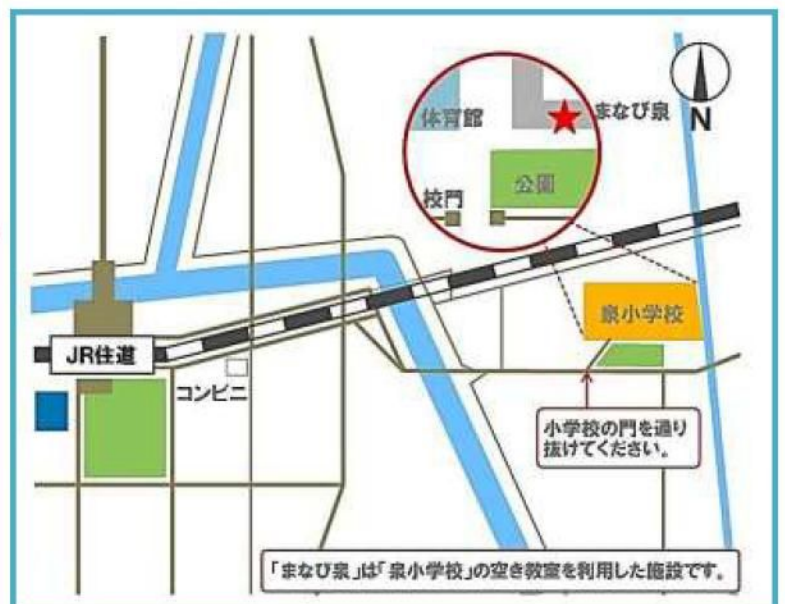 N
体育館
まなび泉
公園
校門
泉小学校
JR住道
コンビニ
小学校の門を通り
抜けてください。
「まなび泉」は「泉小学校」の空き教室を利用した施設です。